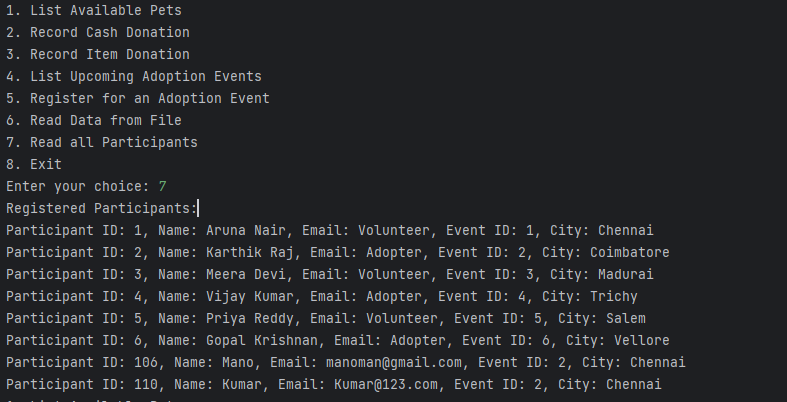 1. List Available Pets
2. Record Cash Donation
3. Record Item Donation
4. List Upcoming Adoption Events
5. Register for an Adoption Event
6. Read Data from File
7. Read all Participants
8. Exit
Enter your choice: 7
Registered Participants:
Participant ID: 1, Name: Aruna Nair, Email: Volunteer, Event ID: 1, City: Chennai
Participant ID: 2, Name: Karthik Raj, Email: Adopter, Event ID: 2, City: Coimbatore
Participant ID: 3, Name: Meera Devi, Email: Volunteer, Event ID: 3, City: Madurai
Participant ID: 4, Name: Vijay Kumar, Email: Adopter, Event ID: 4, City: Trichy
Participant ID: 5, Name: Priya Reddy, Email: Volunteer, Event ID: 5, City: Salem
Participant ID: 6, Name: Gopal Krishnan, Email: Adopter, Event ID: 6, City: Vellore
Participant ID: 106, Name: Mano, Email: manoman@gmail.com, Event ID: 2, City: Chennai
Participant ID: 110, Name: Kumar, Email: Kumar@123.com, Event ID: 2, City: Chennai